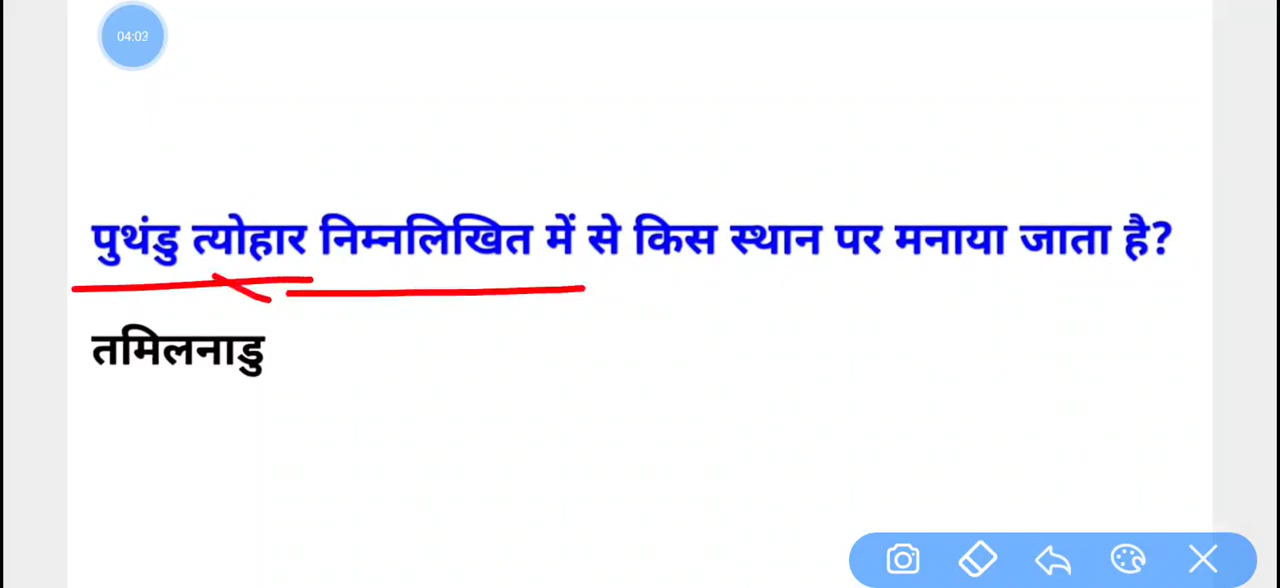 04:03
पुथंडु त्योहार निम्नलिखित में से किस स्थान पर मनाया जाता है?
तमिलनाडु